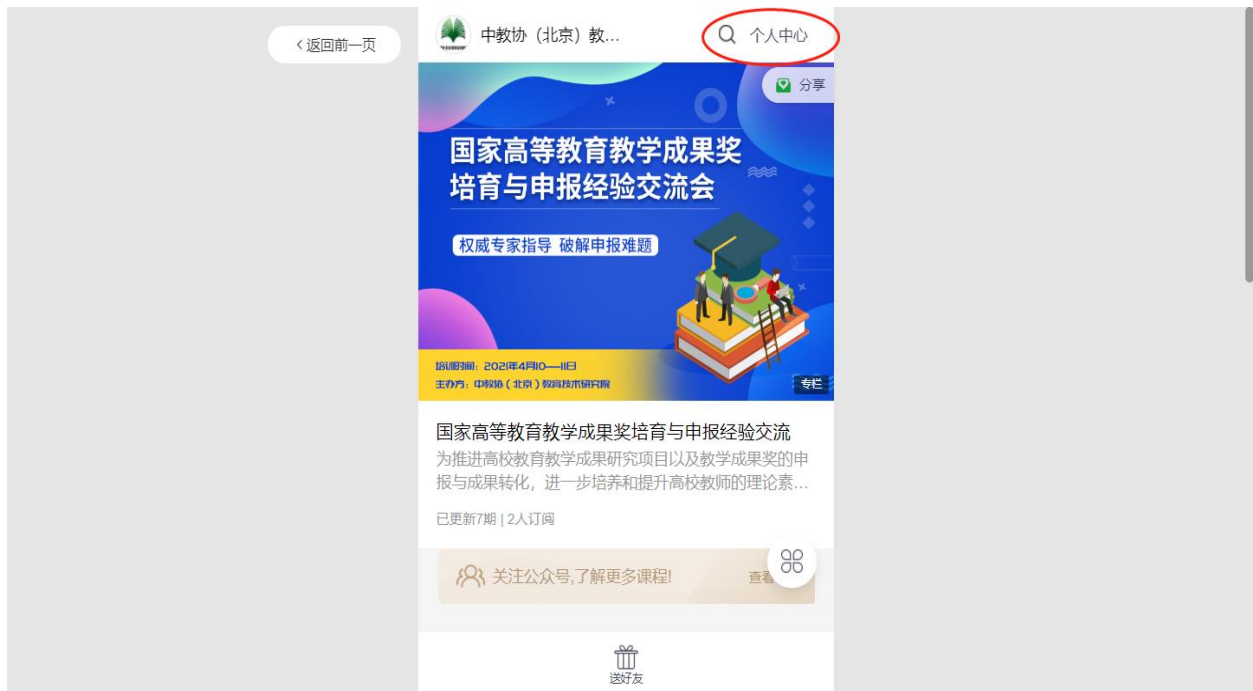 <返回前一页
中教协（北京）教...
个人中心
分享
国家高等教育教学成果奖
培育与申报经验交流会
权威专家指导 破解申报难题
培训时间：2021年4月10——11日
主办方：中教协（北京）教育技术研究院
专栏
国家高等教育教学成果奖培育与申报经验交流
为推进高校教育教学成果研究项目以及教学成果奖的申
报与成果转化，进一步培养和提升高校教师的理论素...
已更新7期 | 2人订阅
关注公众号,了解更多课程!
查看
送好友